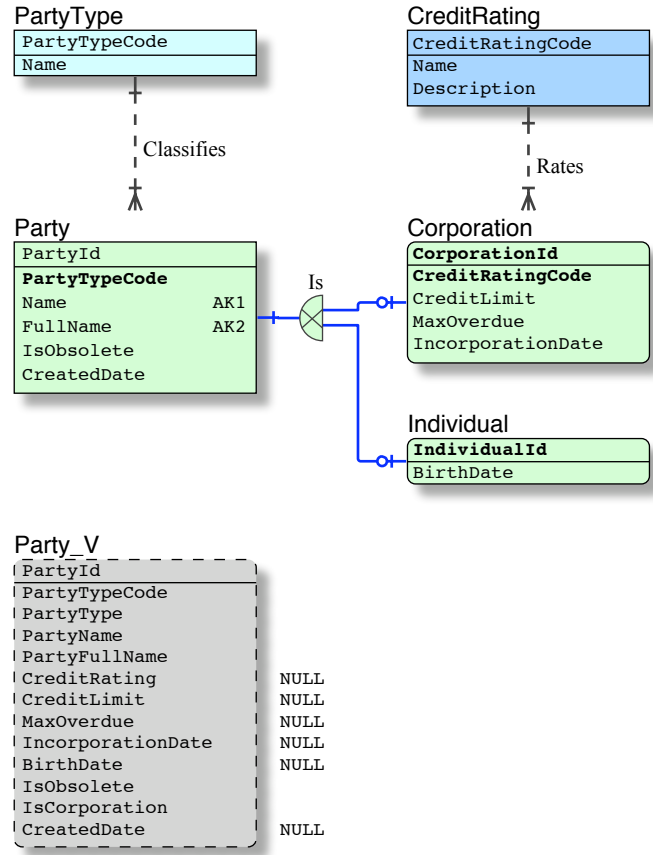 PartyType
PartyTypeCode
Name
Classifies
CreditRating
CreditRatingCode
Name
Description
Rates
Party
PartyId
PartyTypeCode
Name AK1
FullName AK2
IsObsolete
CreatedDate
Is
Corporation
CorporationId
CreditRatingCode
CreditLimit
MaxOverdue
IncorporationDate
Individual
IndividualId
BirthDate
Party_V
PartyId
PartyTypeCode
PartyType
PartyName
PartyFullName
CreditRating NULL
CreditLimit NULL
MaxOverdue NULL
IncorporationDate NULL
BirthDate NULL
IsObsolete
IsCorporation
CreatedDate NULL